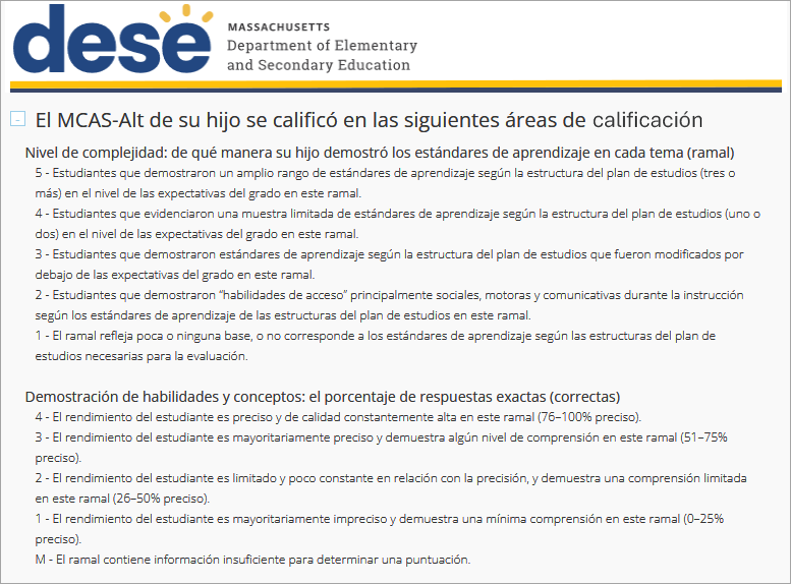 dese
MASSACHUSETTS
Department of Elementary
and Secondary Education
El MCAS-Alt de su hijo se calificó en las siguientes áreas de calificación
Nivel de complejidad: de qué manera su hijo demostró los estándares de aprendizaje en cada tema (ramal)
5 - Estudiantes que demostraron un amplio rango de estándares de aprendizaje según la estructura del plan de estudios (tres o
más) en el nivel de las expectativas del grado en este ramal.
4 - Estudiantes que evidenciaron una muestra limitada de estándares de aprendizaje según la estructura del plan de estudios (uno o
dos) en el nivel de las expectativas del grado en este ramal.
3 - Estudiantes que demostraron estándares de aprendizaje según la estructura del plan de estudios que fueron modificados por
debajo de las expectativas del grado en este ramal.
2 - Estudiantes que demostraron “habilidades de acceso” principalmente sociales, motoras y comunicativas durante la instrucción
según los estándares de aprendizaje de las estructuras del plan de estudios en este ramal.
1 - El ramal refleja poca o ninguna base, o no corresponde a los estándares de aprendizaje según las estructuras del plan de
estudios necesarias para la evaluación.
Demostración de habilidades y conceptos: el porcentaje de respuestas exactas (correctas)
4 - El rendimiento del estudiante es preciso y de calidad constantemente alta en este ramal (76–100% preciso).
3 - El rendimiento del estudiante es mayoritariamente preciso y demuestra algún nivel de comprensión en este ramal (51–75%
preciso).
2 - El rendimiento del estudiante es limitado y poco constante en relación con la precisión, y demuestra una comprensión limitada
en este ramal (26–50% preciso).
1 - El rendimiento del estudiante es mayoritariamente impreciso y demuestra una mínima comprensión en este ramal (0–25%
preciso).
M - El ramal contiene información insuficiente para determinar una puntuación.